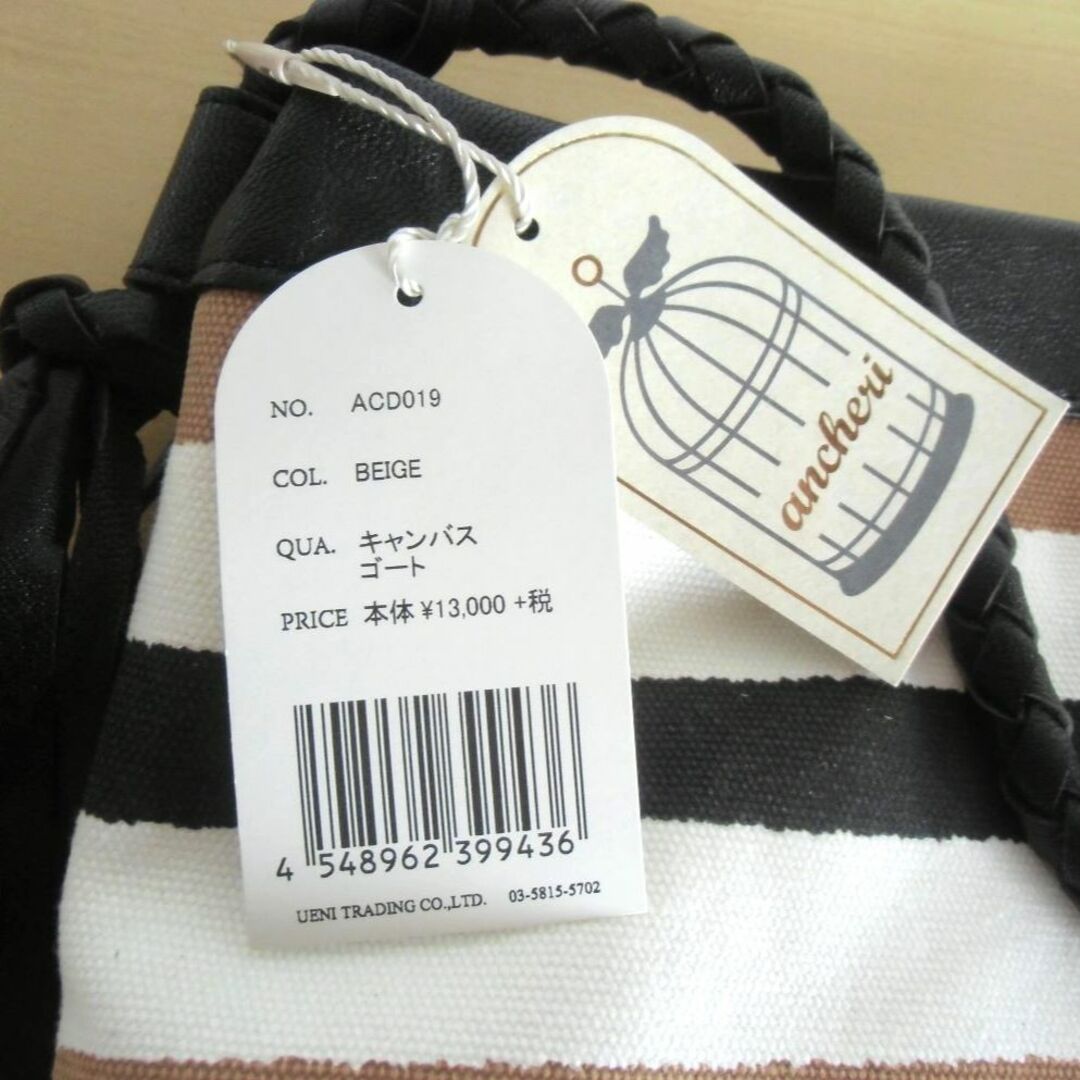 NO. ACD019
COL. BEIGE
QUA. キャンバス
ゴート
PRICE 本体 ¥13,000 +税
4 548962 399436
UENI TRADING CO.,LTD. 03-5815-5702
ancheri